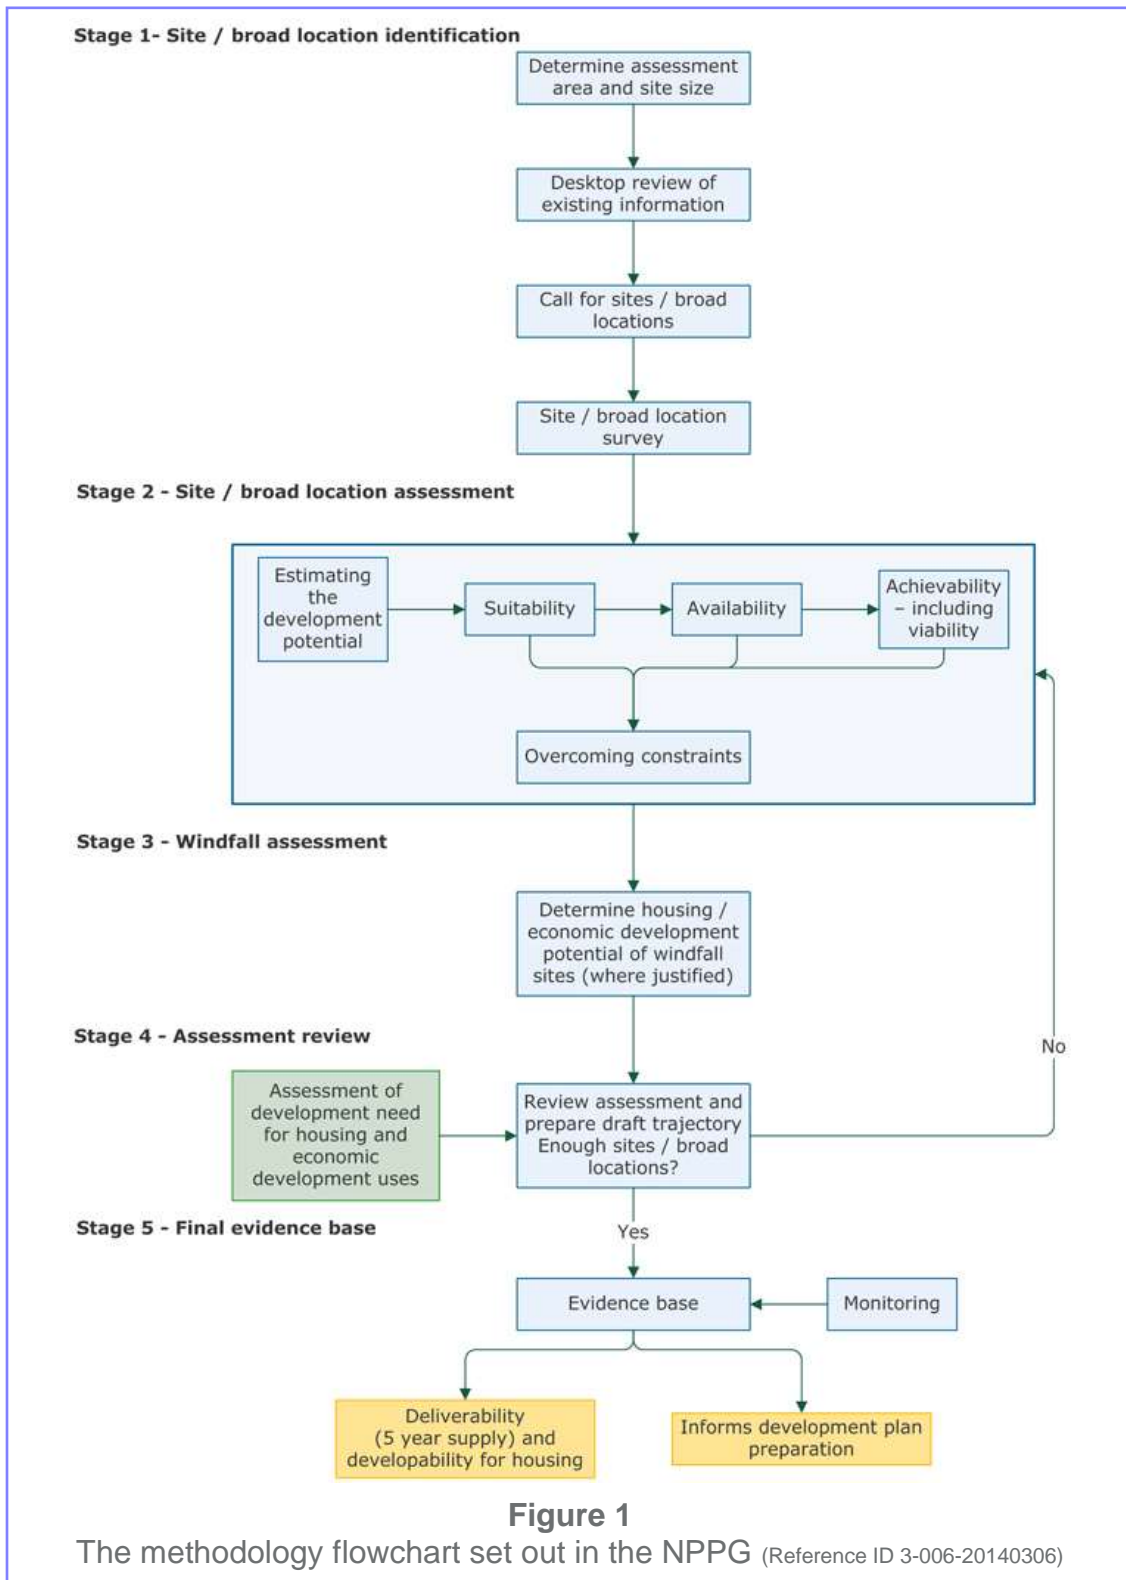 Stage 1- Site / broad location identification
Determine assessment
area and site size
Desktop review of
existing information
Call for sites / broad
locations
Site / broad location
survey
Stage 2 - Site / broad location assessment
Estimating
the
development
potential
Suitability
Availability
Achievability
– including
viability
Overcoming constraints
Stage 3 - Windfall assessment
Determine housing /
economic development
potential of windfall
sites (where justified)
Stage 4 - Assessment review
No
Assessment of
development need
for housing and
economic
development uses
Review assessment and
prepare draft trajectory
Enough sites / broad
locations?
Stage 5 - Final evidence base
Yes
Evidence base
Monitoring
Deliverability
(5 year supply) and
developability for housing
Informs development plan
preparation
Figure 1
The methodology flowchart set out in the NPPG (Reference ID 3-006-20140306)